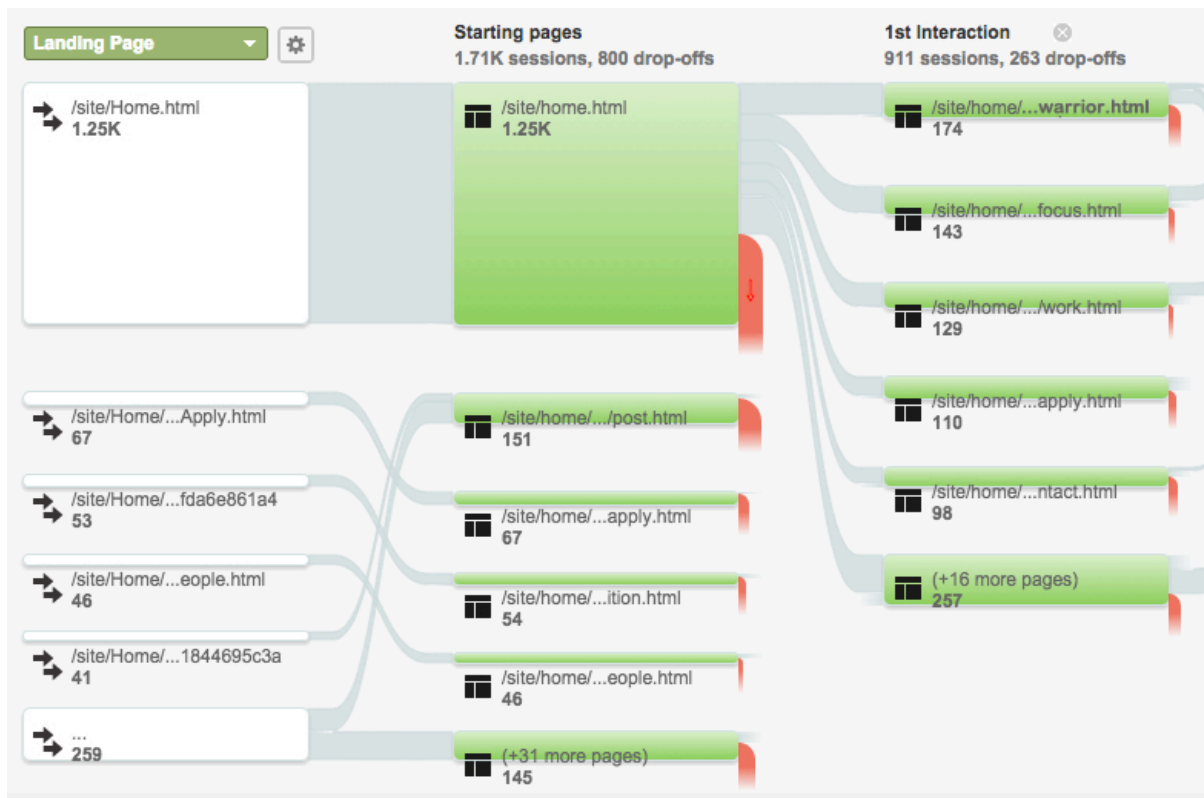 Landing Page
Starting pages
1.71K sessions, 800 drop-offs
1st Interaction
911 sessions, 263 drop-offs
/site/Home.html
1.25K
/site/Home/...Apply.html
67
/site/Home/...fda6e861a4
53
/site/Home/...eople.html
46
/site/Home/...1844695c3a
41
...
259
/site/home.html
1.25K
/site/home/.../post.html
151
/site/home/...apply.html
67
/site/home/...ition.html
54
/site/home/...eople.html
46
(+31 more pages)
145
/site/home/...warrior.html
174
/site/home/...focus.html
143
/site/home/.../work.html
129
/site/home/...apply.html
110
/site/home/...ntact.html
98
(+16 more pages)
257